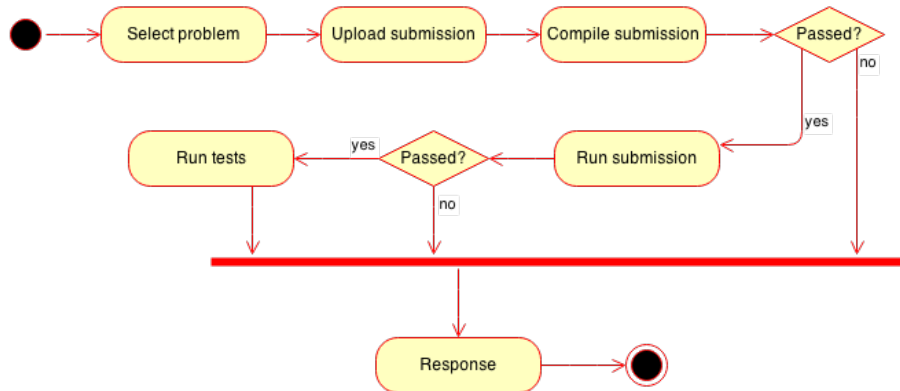 Select problem
Upload submission
Compile submission
Passed?
no
yes
Run submission
Passed?
yes
Run tests
no
Response